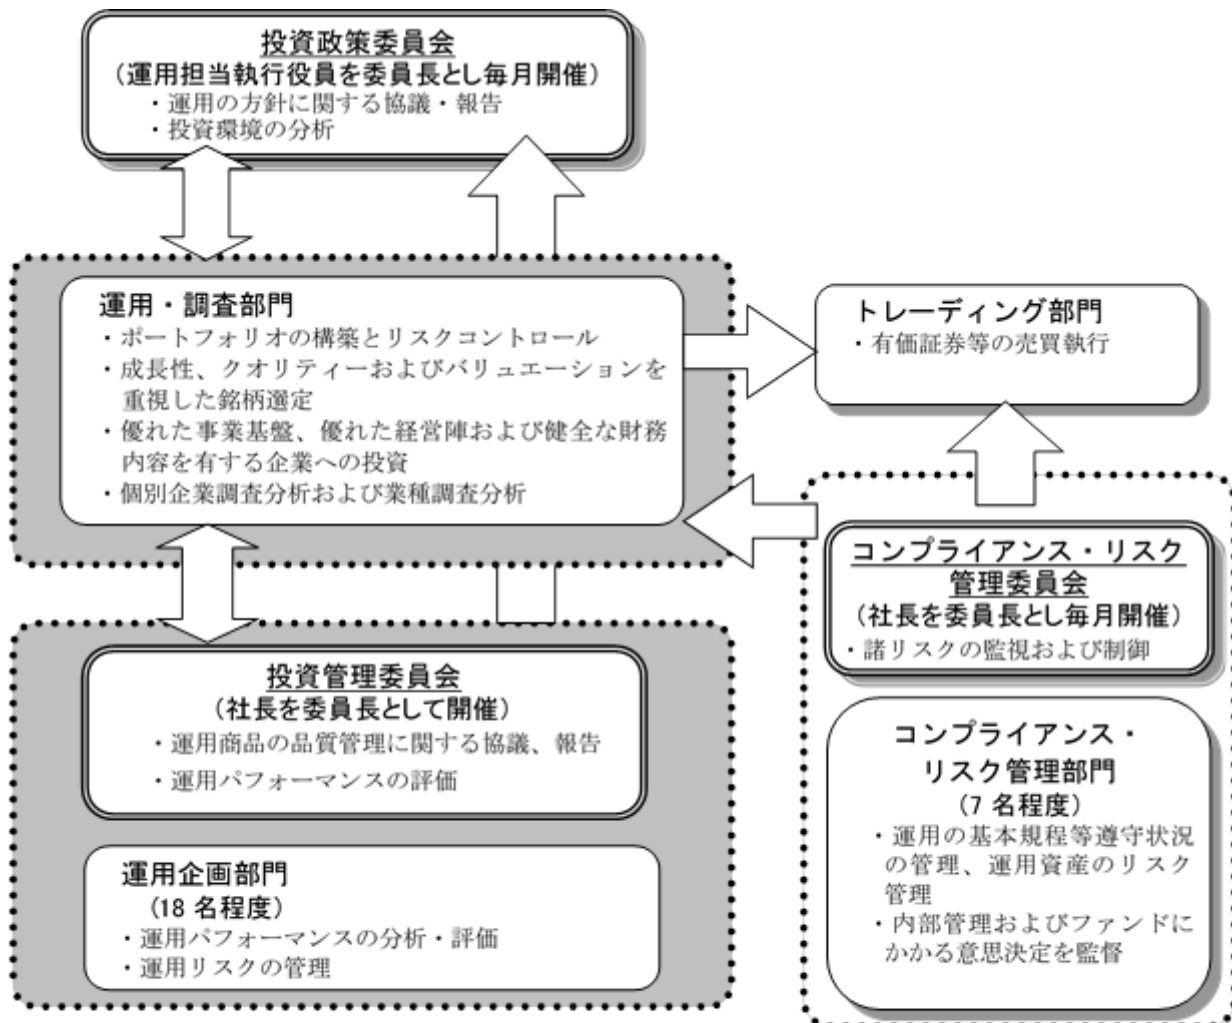 投資政策委員会
(運用担当執行役員を委員長とし毎月開催)
・運用の方針に関する協議・報告
・投資環境の分析
運用・調査部門
・ポートフォリオの構築とリスクコントロール
・成長性、クオリティーおよびバリュエーションを
重視した銘柄選定
・優れた事業基盤、優れた経営陣および健全な財務
内容を有する企業への投資
・個別企業調査分析および業種調査分析
トレーディング部門
・有価証券等の売買執行
コンプライアンス・リスク
管理委員会
(社長を委員長とし毎月開催)
・諸リスクの監視および制御
投資管理委員会
(社長を委員長として開催)
・運用商品の品質管理に関する協議、報告
・運用パフォーマンスの評価
運用企画部門
(18 名程度)
・運用パフォーマンスの分析・評価
・運用リスクの管理
コンプライアンス・
リスク管理部門
(7 名程度)
・運用の基本規程等遵守状況
の管理、運用資産のリスク
管理
・内部管理およびファンドに
かかる意思決定を監督